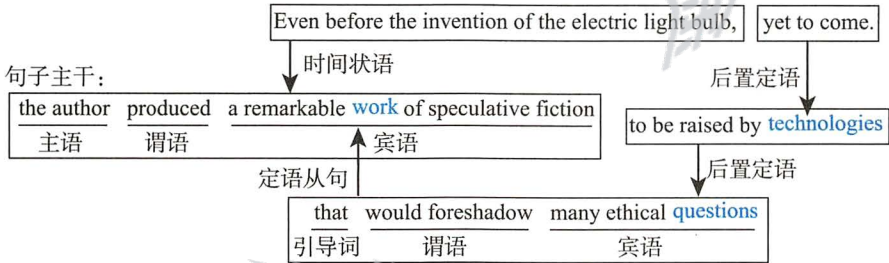 Even before the invention of the electric light bulb, yet to come.
时间状语
后置定语
句子主干：
the author produced a remarkable work of speculative fiction
主语 谓语 宾语
to be raised by technologies
定语从句
后置定语
that would foreshadow many ethical questions
引导词 谓语 宾语